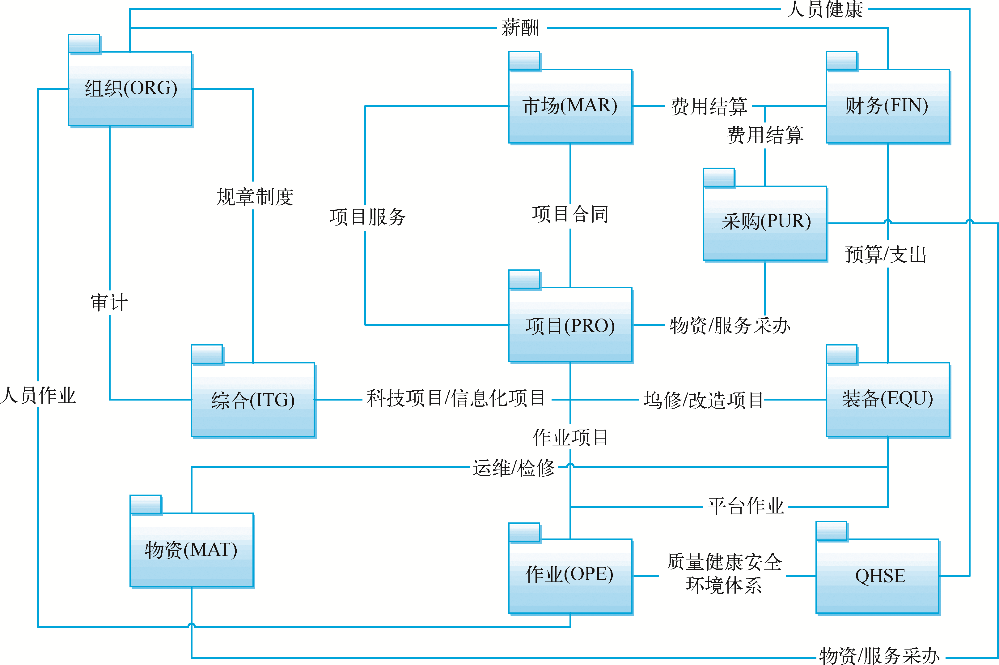 人员健康
薪酬
组织(ORG)
市场(MAR)
费用结算
财务(FIN)
费用结算
规章制度
项目服务
项目合同
采购(PUR)
预算/支出
审计
项目(PRO)
物资/服务采办
人员作业
综合(ITG)
科技项目/信息化项目
坞修/改造项目
装备(EQU)
作业项目
运维/检修
平台作业
物资(MAT)
作业(OPE)
质量健康安全
环境体系
QHSE
物资/服务采办